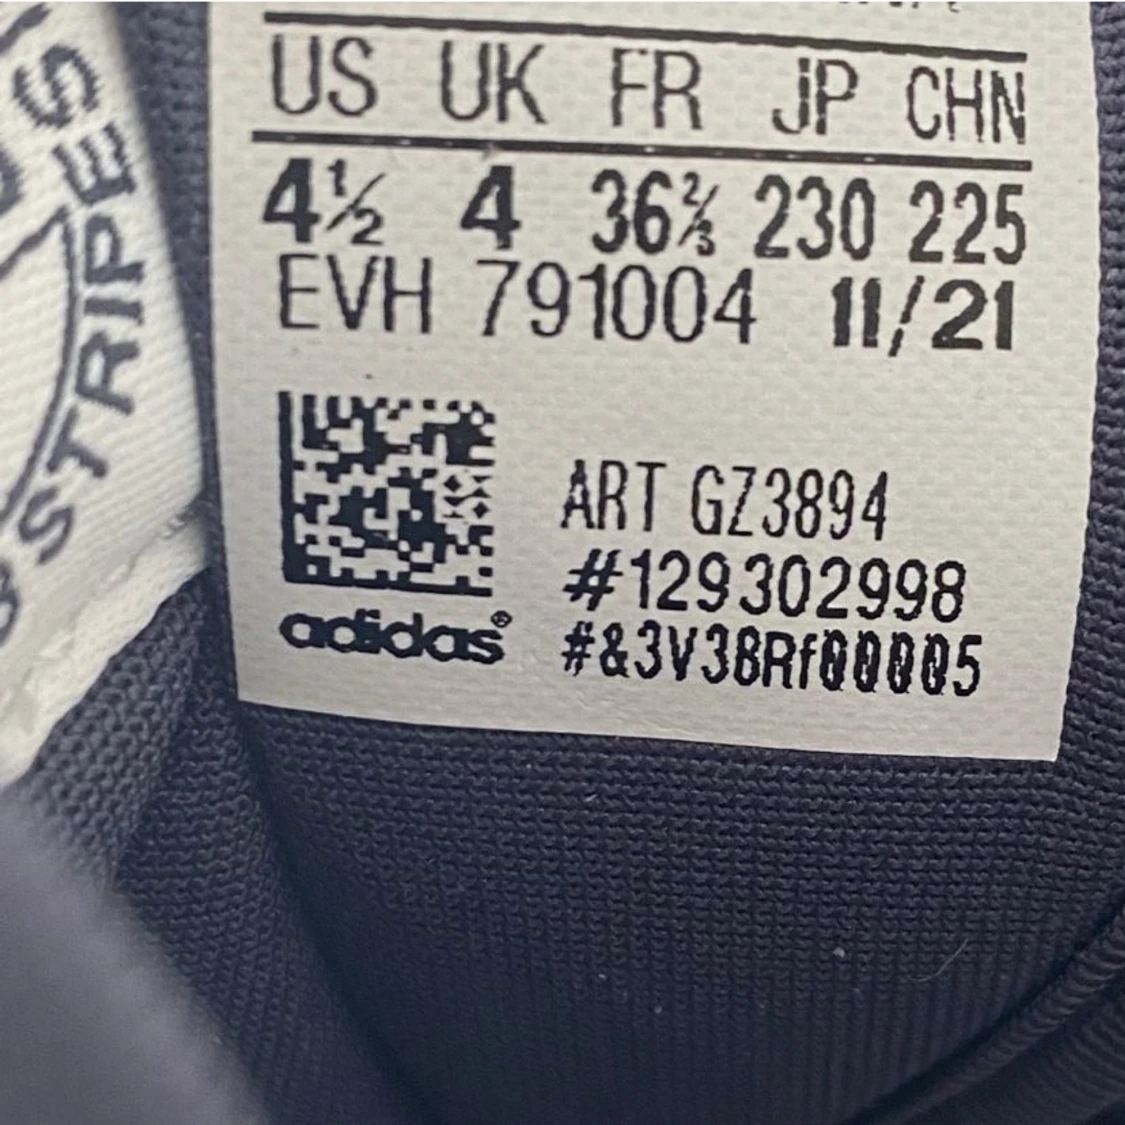 US UK FR JP CHN
4½ 4 36⅔ 230 225
EVH 791004 11/21
ART GZ3894
#129302998
#&3V38Rf00005
adidas®
STRIPES